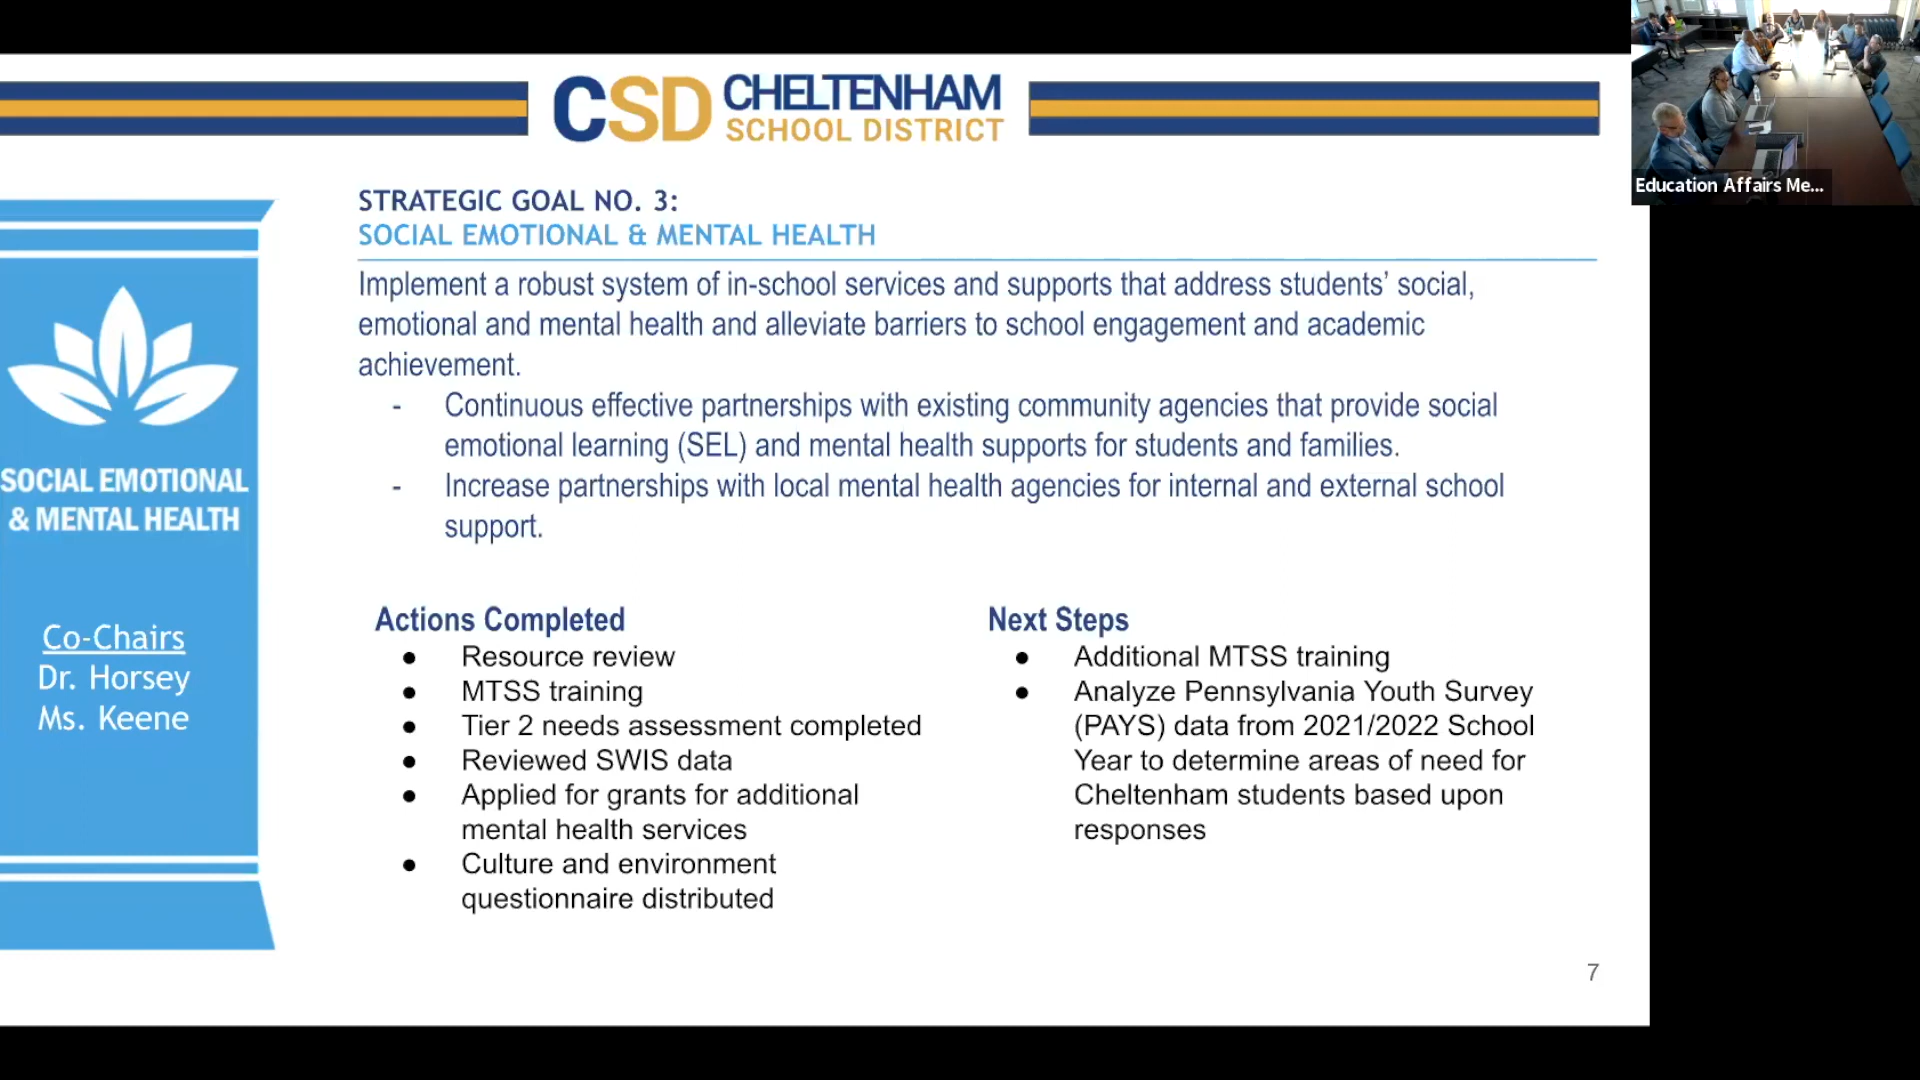 CSD CHELTENHAM
SCHOOL DISTRICT
Education Affairs Me...
STRATEGIC GOAL NO. 3:
SOCIAL EMOTIONAL & MENTAL HEALTH
Implement a robust system of in-school services and supports that address students’ social,
emotional and mental health and alleviate barriers to school engagement and academic
achievement.
- Continuous effective partnerships with existing community agencies that provide social
emotional learning (SEL) and mental health supports for students and families.
- Increase partnerships with local mental health agencies for internal and external school
support.
SOCIAL EMOTIONAL
& MENTAL HEALTH
Co-Chairs
Dr. Horsey
Ms. Keene
Actions Completed
● Resource review
● MTSS training
● Tier 2 needs assessment completed
● Reviewed SWIS data
● Applied for grants for additional
mental health services
● Culture and environment
questionnaire distributed
Next Steps
● Additional MTSS training
● Analyze Pennsylvania Youth Survey
(PAYS) data from 2021/2022 School
Year to determine areas of need for
Cheltenham students based upon
responses
7